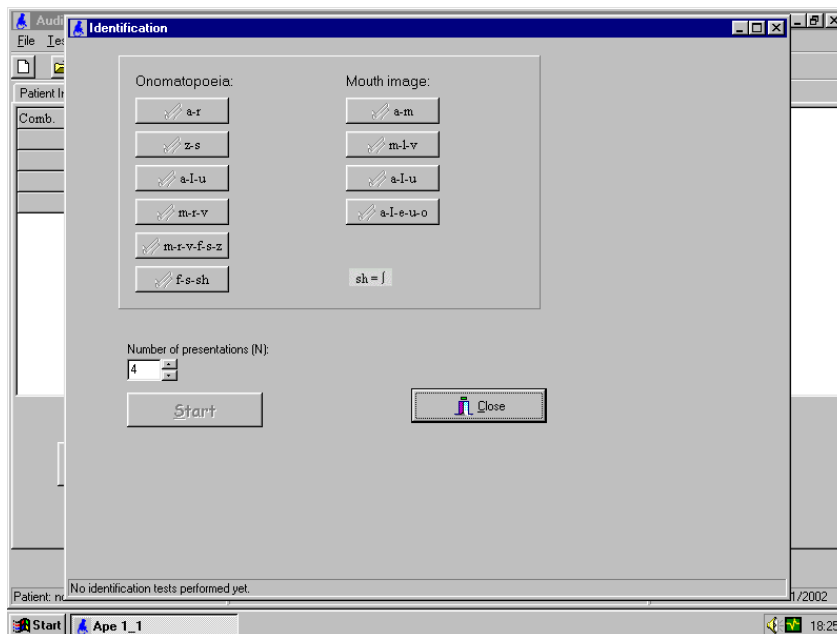 Audi
Identification
File Tes
Patient In
Comb.
Onomatopoeia:
Mouth image:
a-r
a-m
z-s
m-l-v
a-I-u
a-I-u
m-r-v
a-I-e-u-o
m-r-v-f-s-z
f-s-sh
sh = ʃ
Number of presentations (N):
4
Start
Close
No identification tests performed yet.
Patient: no
1/2002
Start
Ape 1_1
18:25